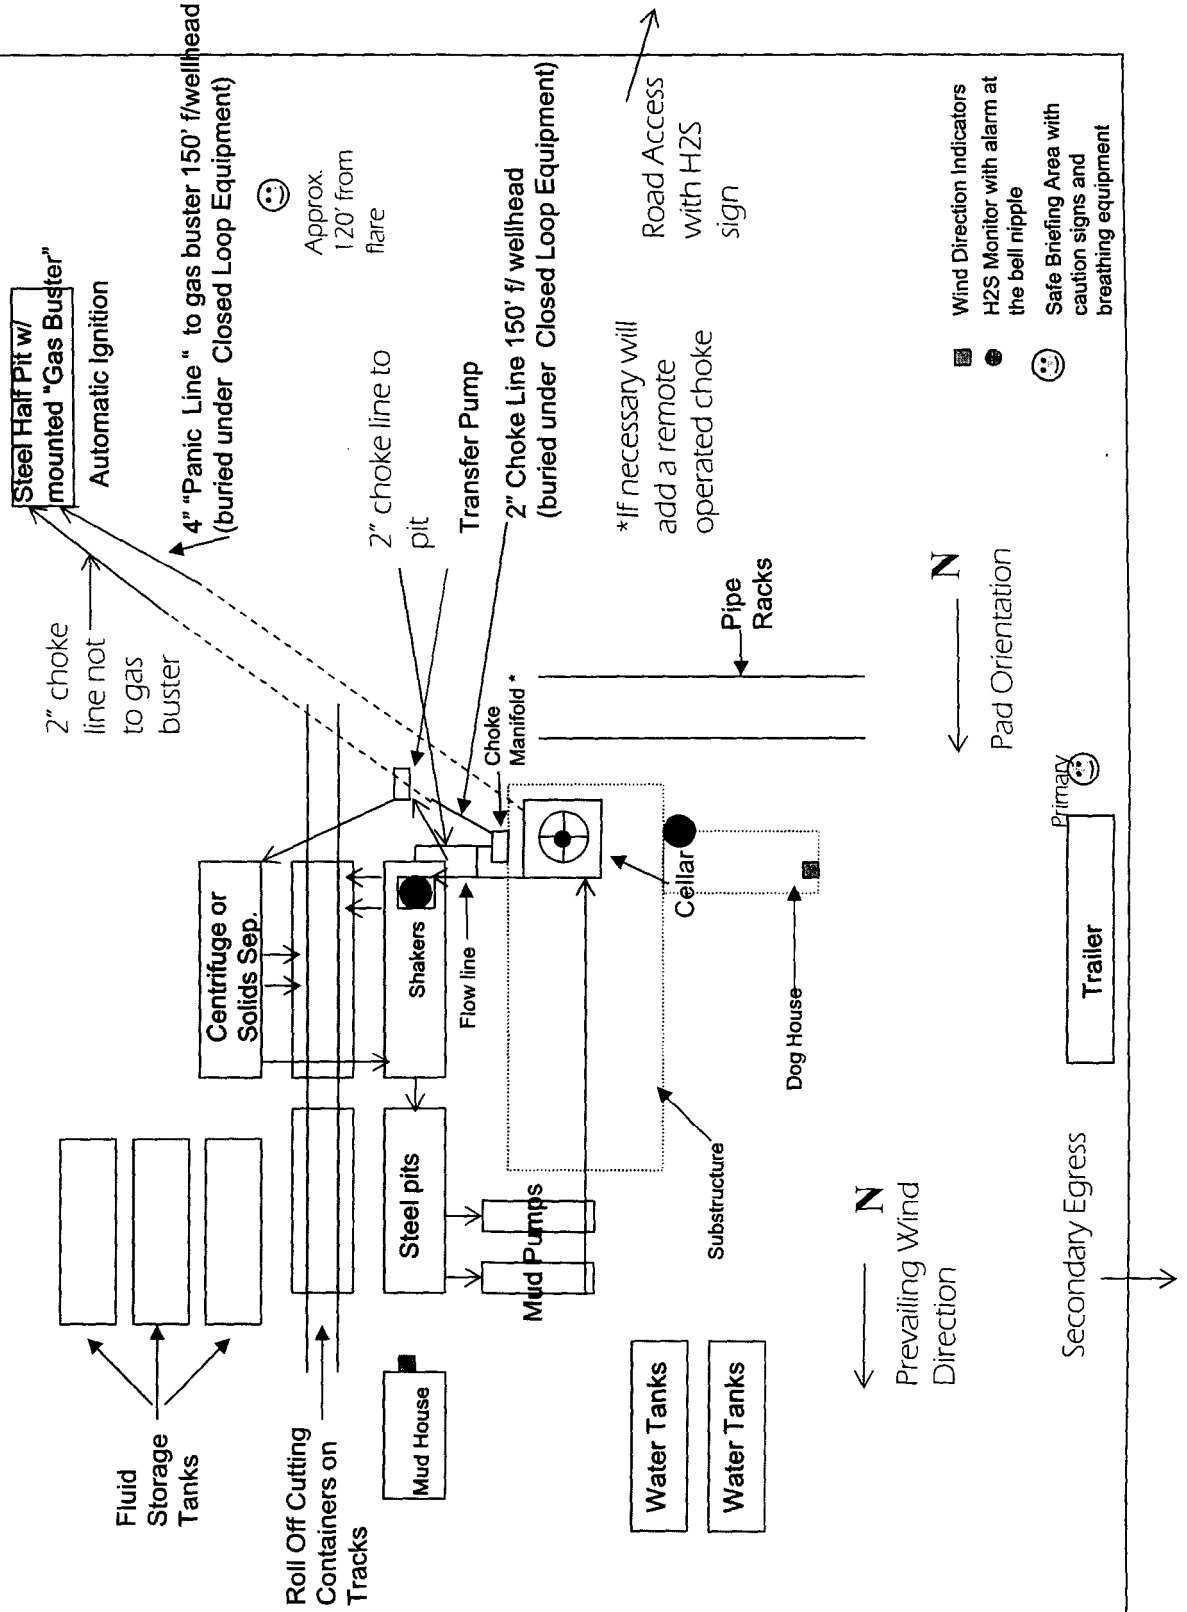 Steel Half Pit w/
mounted "Gas Buster"
Automatic Ignition
4" "Panic Line " to gas buster 150' f/wellhead
(buried under Closed Loop Equipment)
Approx.
120' from
flare
2" choke
line not
to gas
buster
2" choke line to
pit
Transfer Pump
2" Choke Line 150' f/ wellhead
(buried under Closed Loop Equipment)
Road Access
with H2S
sign
*If necessary will
add a remote
operated choke
Wind Direction Indicators
H2S Monitor with alarm at
the bell nipple
Safe Briefing Area with
caution signs and
breathing equipment
Fluid
Storage
Tanks
Centrifuge or
Solids Sep.
Roll Off Cutting
Containers on
Tracks
Shakers
Steel pits
Mud House
Flow line
Choke
Manifold *
Mud Pumps
Pipe
Racks
Cellar
Substructure
Dog House
Water Tanks
Water Tanks
N
Prevailing Wind
Direction
N
Pad Orientation
Primary
Trailer
Secondary Egress